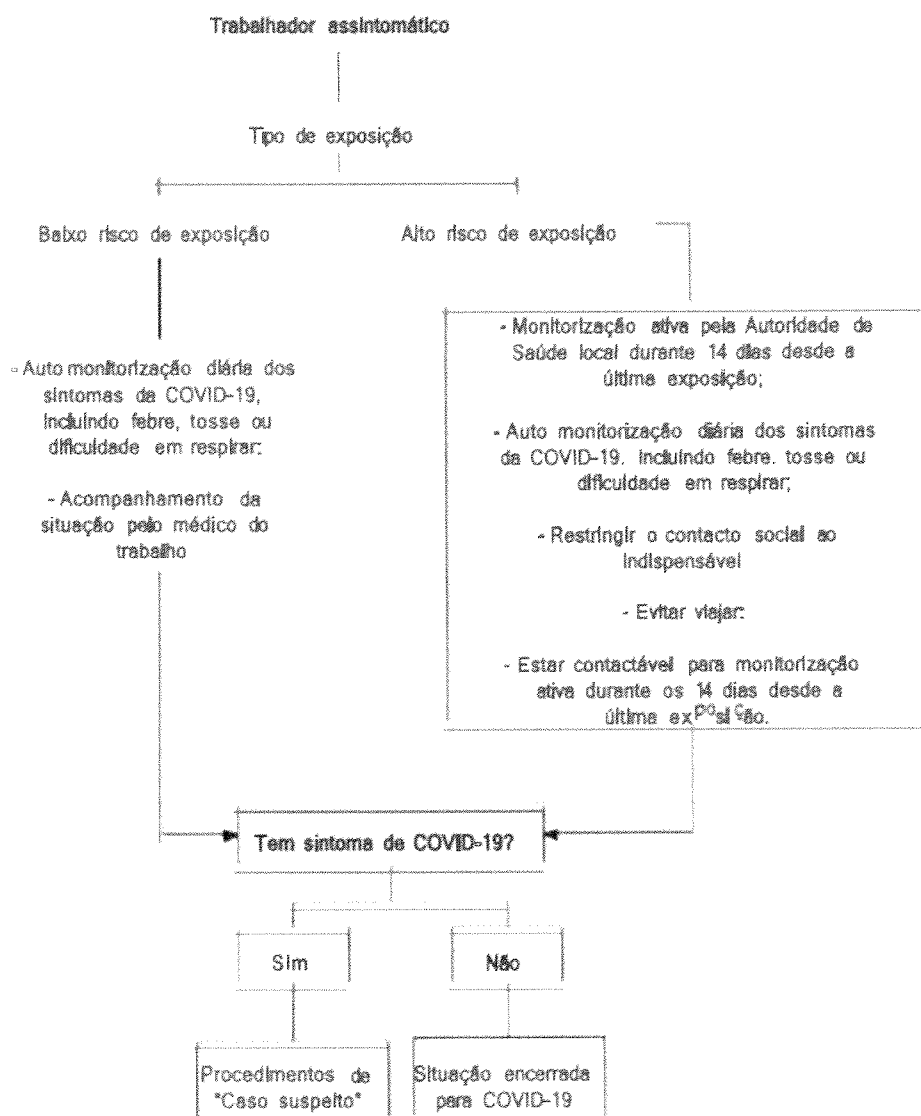 Trabalhador assintomático
Tipo de exposição
Baixo risco de exposição
Alto risco de exposição
- Auto monitorização diária dos
sintomas da COVID-19,
incluindo febre, tosse ou
dificuldade em respirar:
- Acompanhamento da
situação pelo médico do
trabalho
- Monitorização ativa pela Autoridade de
Saúde local durante 14 dias desde a
última exposição;
- Auto monitorização diária dos sintomas
da COVID-19. Incluindo febre. tosse ou
dificuldade em respirar;
- Restringir o contacto social ao
indispensável
- Evitar viajar:
- Estar contactável para monitorização
ativa durante os 14 dias desde a
última exposição.
Tem sintoma de COVID-19?
Sim
Não
Procedimentos de
"Caso suspeito"
Situação encerrada
para COVID-19